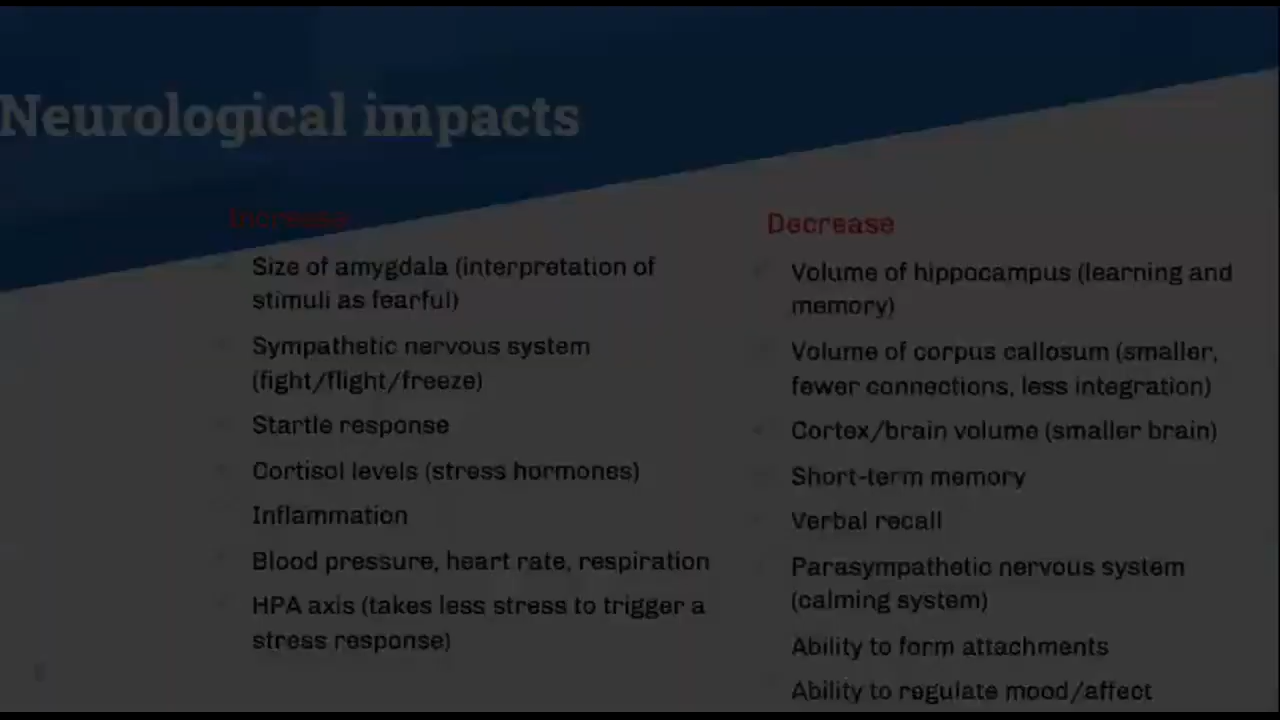 Neurological impacts
Increase
Size of amygdala (interpretation of
stimuli as fearful)
Sympathetic nervous system
(fight/flight/freeze)
Startle response
Cortisol levels (stress hormones)
Inflammation
Blood pressure, heart rate, respiration
HPA axis (takes less stress to trigger a
stress response)
Decrease
Volume of hippocampus (learning and
memory)
Volume of corpus callosum (smaller,
fewer connections, less integration)
Cortex/brain volume (smaller brain)
Short-term memory
Verbal recall
Parasympathetic nervous system
(calming system)
Ability to form attachments
Ability to regulate mood/affect